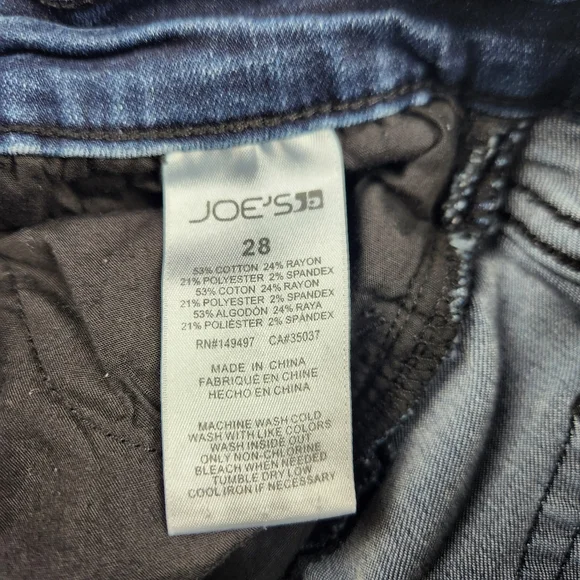 JOE'S
28
53% COTTON 24% RAYON
21% POLYESTER 2% SPANDEX
53% COTON 24% RAYON
21% POLYESTER 2% SPANDEX
53% ALGODÓN 24% RAYA
21% POLIÉSTER 2% SPÁNDEX
RN#149497 CA#35037
MADE IN CHINA
FABRIQUÉ EN CHINE
HECHO EN CHINA
MACHINE WASH COLD
WASH WITH LIKE COLORS
WASH INSIDE OUT
ONLY NON-CHLORINE
BLEACH WHEN NEEDED
TUMBLE DRY LOW
COOL IRON IF NECESSARY